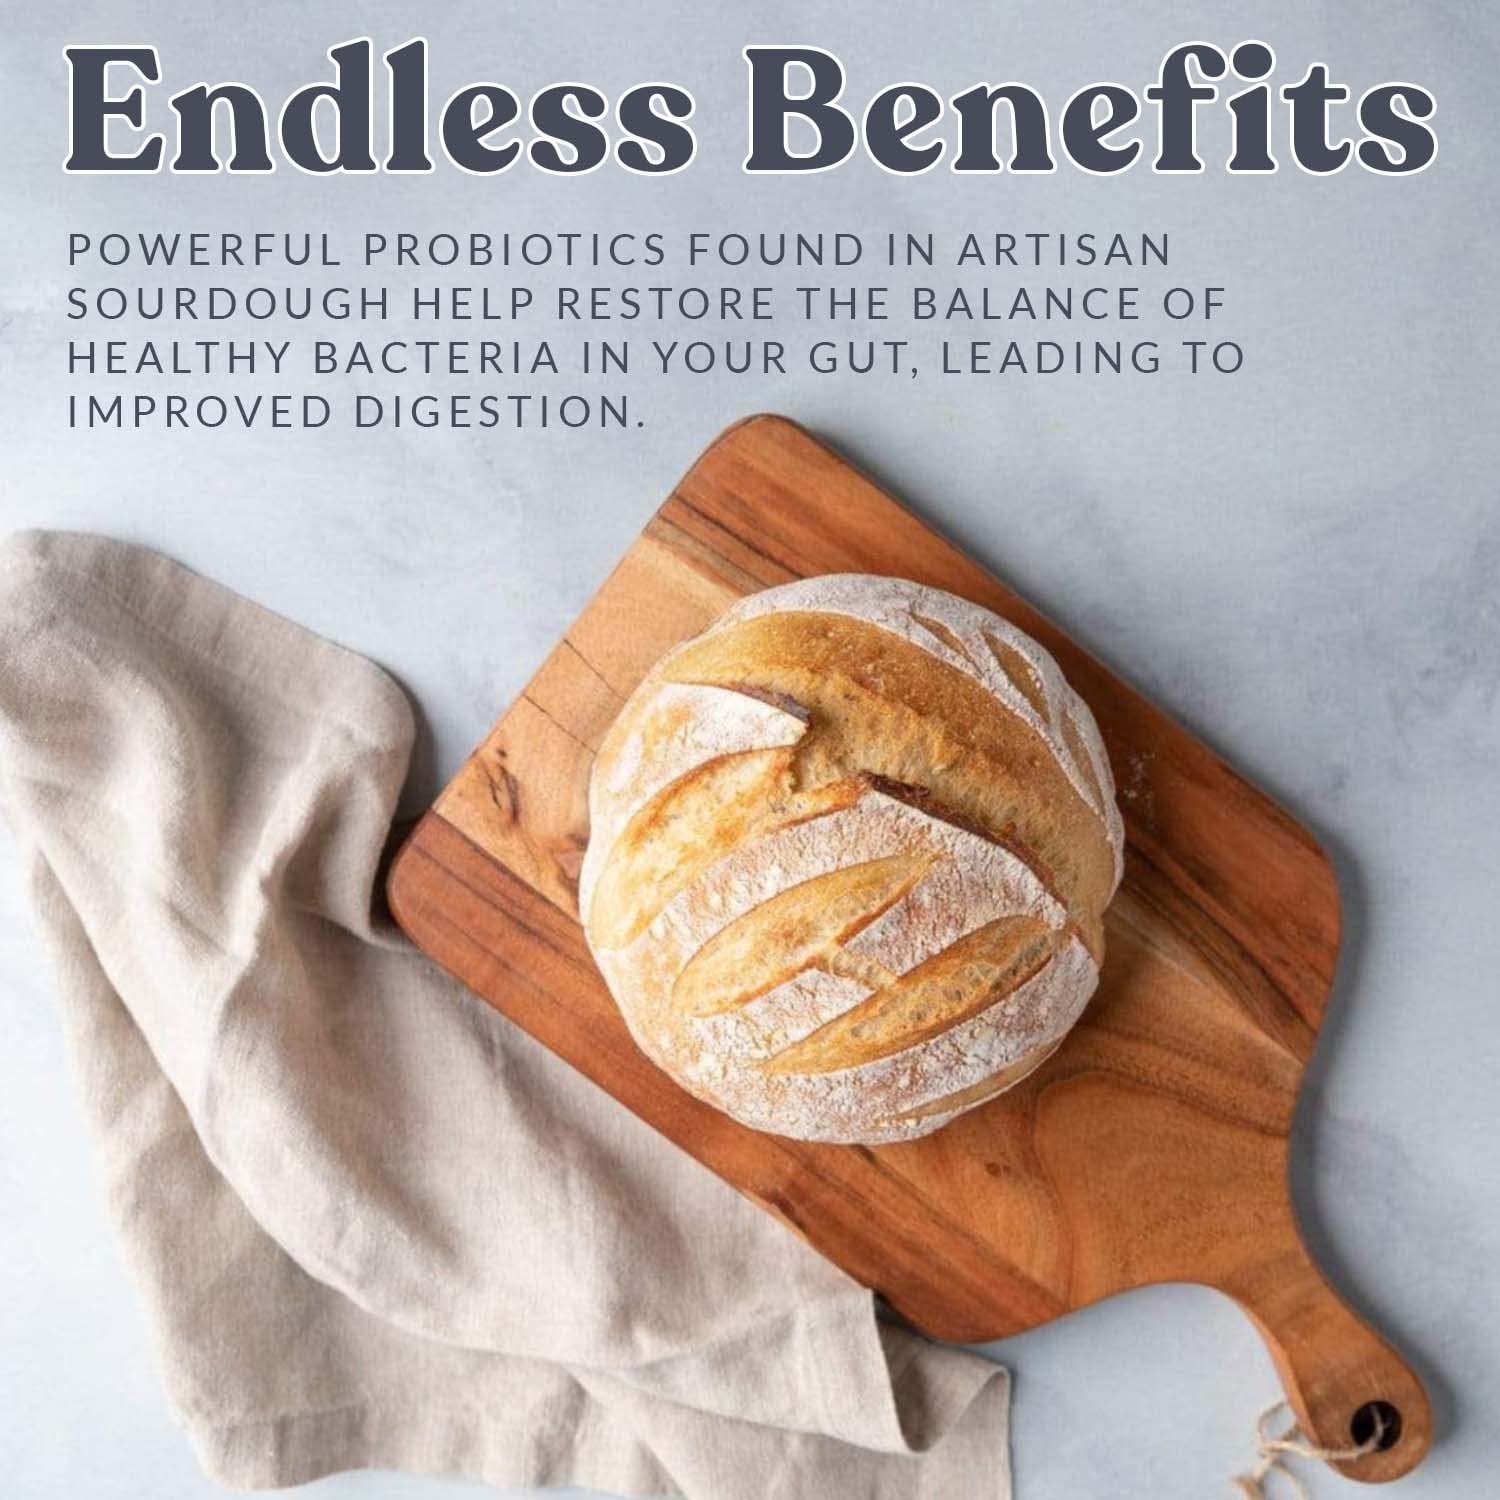 Endless Benefits
POWERFUL PROBIOTICS FOUND IN ARTISAN
SOURDOUGH HELP RESTORE THE BALANCE OF
HEALTHY BACTERIA IN YOUR GUT, LEADING TO
IMPROVED DIGESTION.